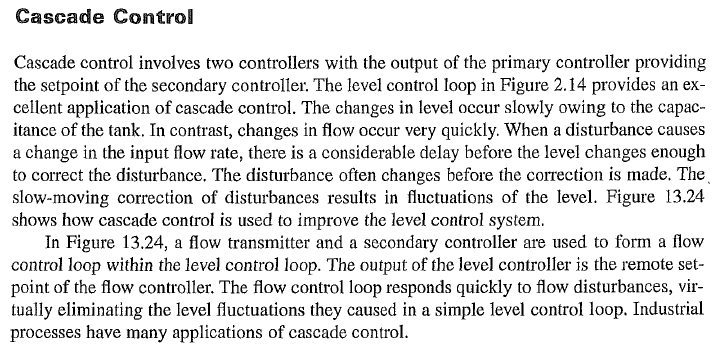 Cascade Control
Cascade control involves two controllers with the output of the primary controller providing
the setpoint of the secondary controller. The level control loop in Figure 2.14 provides an ex-
cellent application of cascade control. The changes in level occur slowly owing to the capac-
itance of the tank. In contrast, changes in flow occur very quickly. When a disturbance causes
a change in the input flow rate, there is a considerable delay before the level changes enough
to correct the disturbance. The disturbance often changes before the correction is made. The
slow-moving correction of disturbances results in fluctuations of the level. Figure 13.24
shows how cascade control is used to improve the level control system.
In Figure 13.24, a flow transmitter and a secondary controller are used to form a flow
control loop within the level control loop. The output of the level controller is the remote set-
point of the flow controller. The flow control loop responds quickly to flow disturbances, vir-
tually eliminating the level fluctuations they caused in a simple level control loop. Industrial
processes have many applications of cascade control.